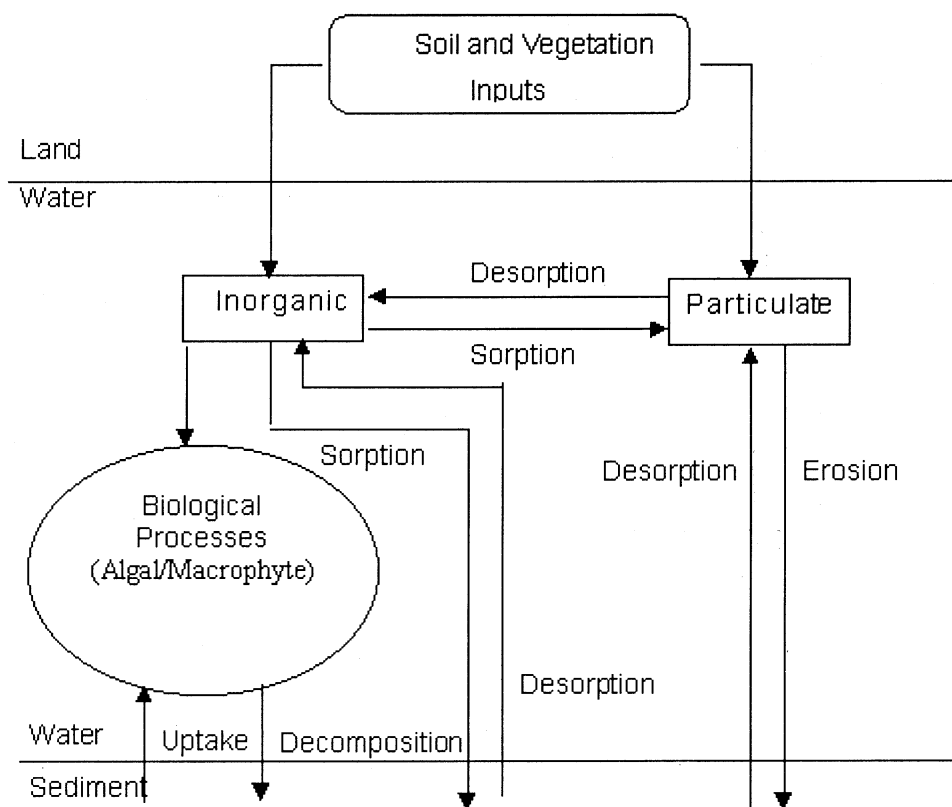 Soil and Vegetation
Inputs
Land
Water
Desorption
Inorganic
Particulate
Sorption
Sorption
Desorption
Erosion
Biological
Processes
(Algal/Macrophyte)
Desorption
Water
Uptake
Decomposition
Sediment